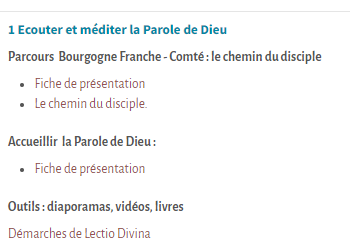 1 Ecouter et méditer la Parole de Dieu
Parcours Bourgogne Franche - Comté : le chemin du disciple
Fiche de présentation
Le chemin du disciple.
Accueillir la Parole de Dieu :
Fiche de présentation
Outils : diaporamas, vidéos, livres
Démarches de Lectio Divina